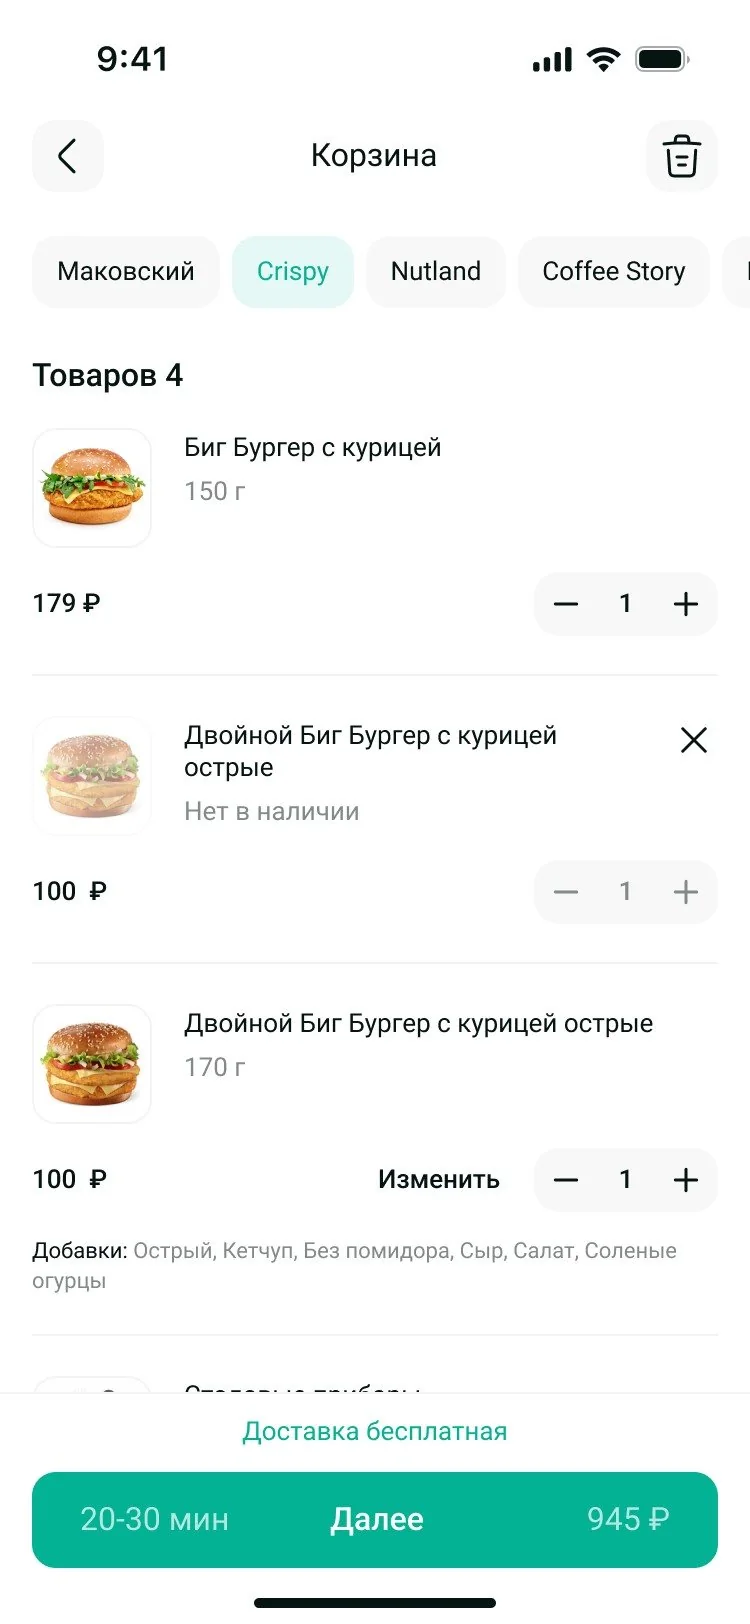 9:41
Корзина
Маковский
Crispy
Nutland
Coffee Story
Товаров 4
Биг Бургер с курицей
150 г
179 ₽
1
Двойной Биг Бургер с курицей
острые
Нет в наличии
100 ₽
1
Двойной Биг Бургер с курицей острые
170 г
100 ₽
Изменить
1
Добавки: Острый, Кетчуп, Без помидора, Сыр, Салат, Соленые
огурцы
Столовые приборы
Доставка бесплатная
20-30 мин
Далее
945 ₽